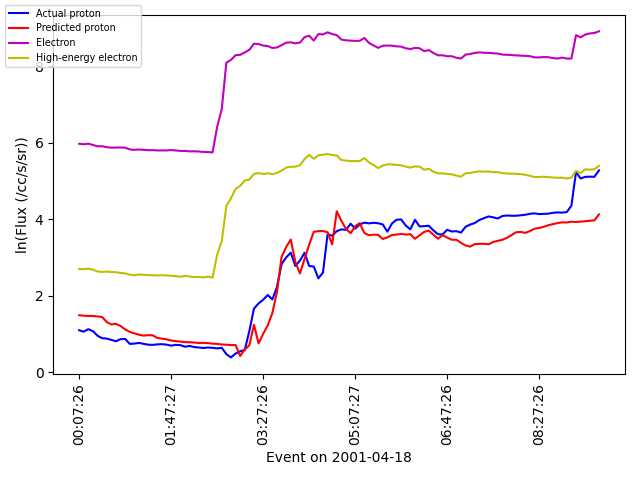 Actual proton
Predicted proton
Electron
High-energy electron
8
6
4
2
0
ln(Flux (/cc/s/sr))
00:07:26
01:47:27
03:27:26
05:07:27
06:47:26
08:27:26
Event on 2001-04-18